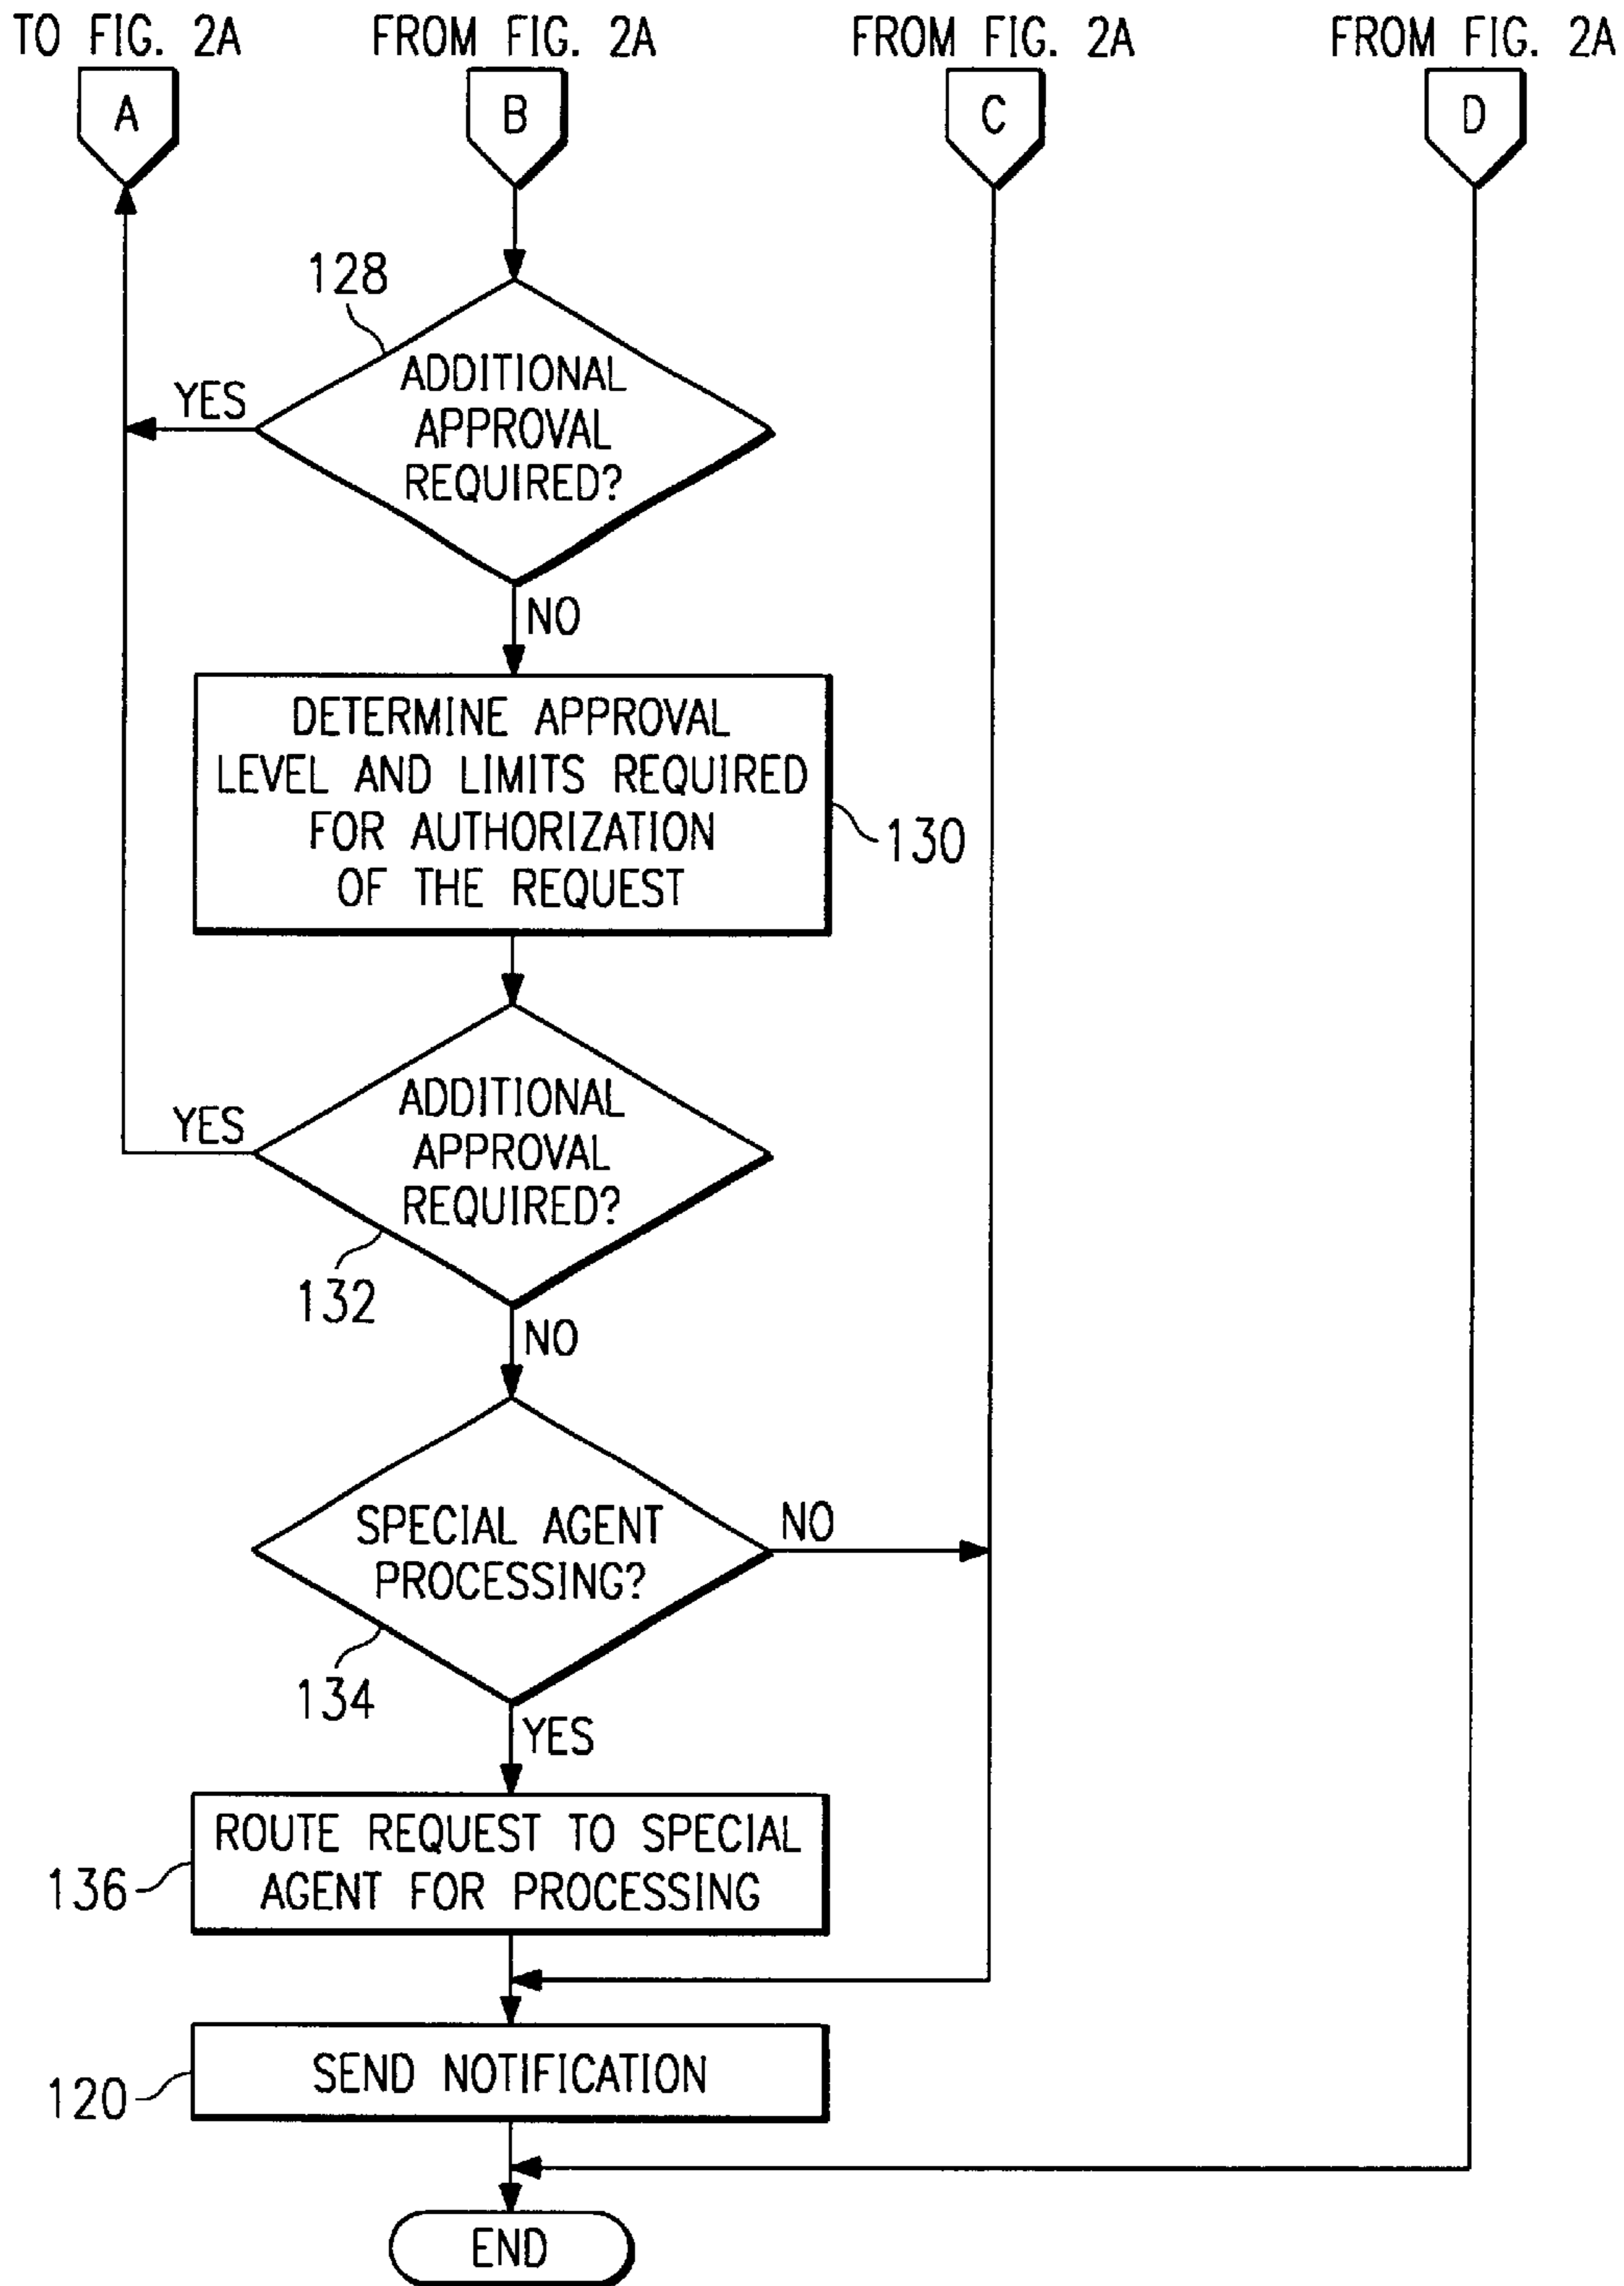 TO FIG. 2A
FROM FIG. 2A
FROM FIG. 2A
FROM FIG. 2A
A
B
C
D
128
ADDITIONAL
APPROVAL
REQUIRED?
YES
NO
DETERMINE APPROVAL
LEVEL AND LIMITS REQUIRED
FOR AUTHORIZATION
OF THE REQUEST
130
ADDITIONAL
APPROVAL
REQUIRED?
YES
132
NO
SPECIAL AGENT
PROCESSING?
NO
134
YES
ROUTE REQUEST TO SPECIAL
AGENT FOR PROCESSING
136
SEND NOTIFICATION
120
END